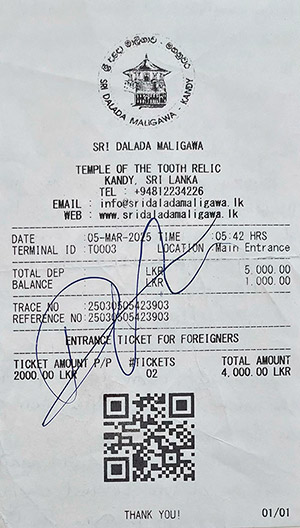 ශ්‍රී දළදා මාලිගාව - මහනුවර
SRI DALADA MALIGAWA - KANDY
SRI DALADA MALIGAWA
TEMPLE OF THE TOOTH RELIC
KANDY, SRI LANKA
TEL : +94812234226
EMAIL : info@sridaladamaligawa.lk
WEB : www.sridaladamaligawa.lk
DATE :05-MAR-2025 TIME :05:42 HRS
TERMINAL ID :T0003 LOCATION :Main Entrance
TOTAL DEP LKR 5,000.00
BALANCE LKR 1,000.00
TRACE NO :25030505423903
REFERENCE NO :25030505423903
ENTRANCE TICKET FOR FOREIGNERS
TICKET AMOUNT P/P #TICKETS TOTAL AMOUNT
2000.00 LKR 02 4,000.00 LKR
THANK YOU! 01/01